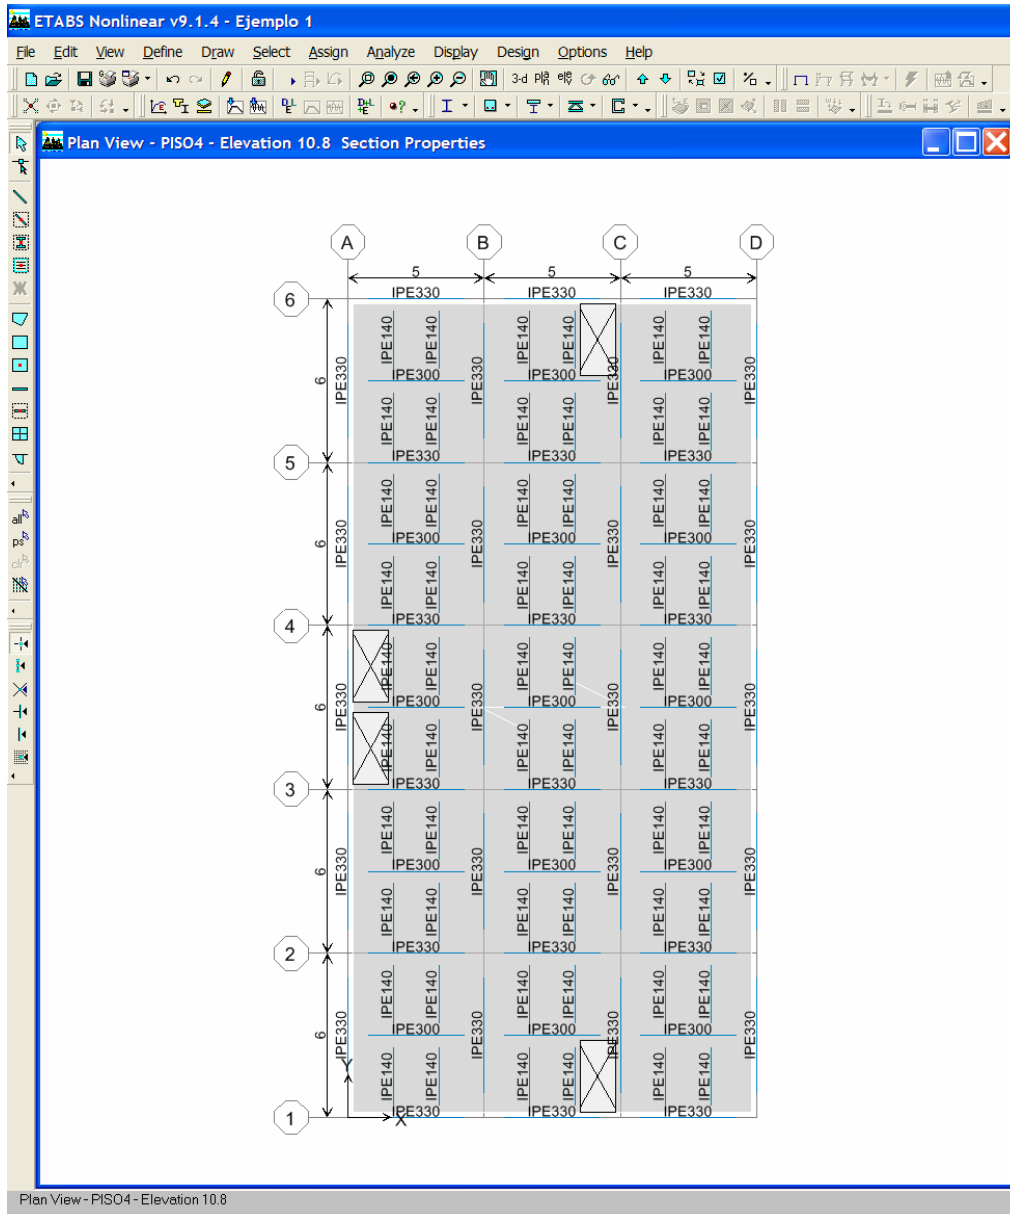 ETABS Nonlinear v9.1.4 - Ejemplo 1
File Edit View Define Draw Select Assign Analyze Display Design Options Help
3-d
Plan View - PISO4 - Elevation 10.8 Section Properties
all
ps
clr
A B C D
5 5 5
6 IPE330 IPE330 IPE330
IPE140 IPE140 IPE140 IPE140 IPE140 IPE140
IPE300 IPE300 IPE300
6 IPE330 IPE330 IPE330 IPE330
IPE140 IPE140 IPE140 IPE140 IPE140 IPE140
5 IPE330 IPE330 IPE330
IPE140 IPE140 IPE140 IPE140 IPE140 IPE140
IPE300 IPE300 IPE300
6 IPE330 IPE330 IPE330 IPE330
IPE140 IPE140 IPE140 IPE140 IPE140 IPE140
4 IPE330 IPE330 IPE330
IPE140 IPE140 IPE140 IPE140 IPE140 IPE140
IPE300 IPE300 IPE300
6 IPE330 IPE330 IPE330 IPE330
IPE140 IPE140 IPE140 IPE140 IPE140 IPE140
3 IPE330 IPE330 IPE330
IPE140 IPE140 IPE140 IPE140 IPE140 IPE140
IPE300 IPE300 IPE300
6 IPE330 IPE330 IPE330 IPE330
IPE140 IPE140 IPE140 IPE140 IPE140 IPE140
2 IPE330 IPE330 IPE330
IPE140 IPE140 IPE140 IPE140 IPE140 IPE140
IPE300 IPE300 IPE300
6 IPE330 IPE330 IPE330 IPE330
IPE140 IPE140 IPE140 IPE140 IPE140 IPE140
Y
1 IPE330 IPE330 IPE330
X
Plan View - PISO4 - Elevation 10.8